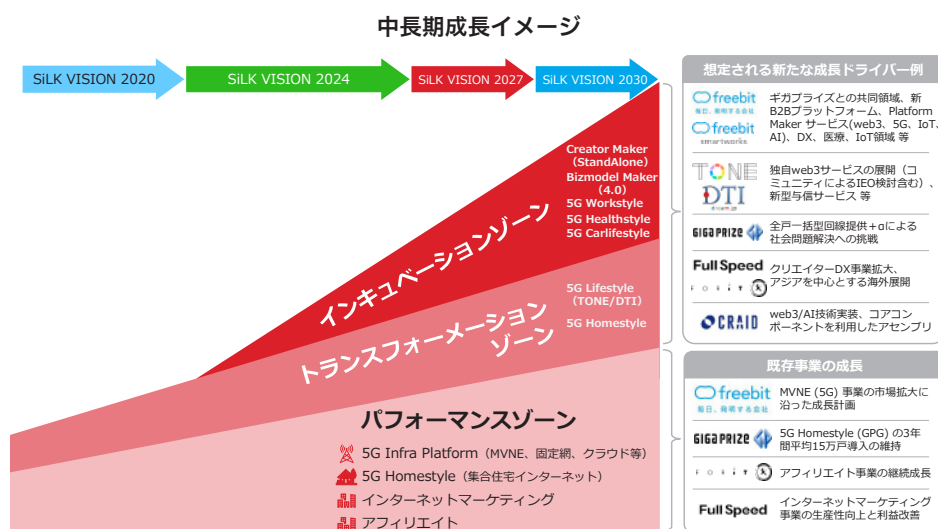 中長期成長イメージ
SiLK VISION 2020
SiLK VISION 2024
SiLK VISION 2027
SiLK VISION 2030
Creator Maker
(StandAlone)
Bizmodel Maker
(4.0)
5G Workstyle
5G Healthstyle
5G Carlifestyle
インキュベーションゾーン
5G Lifestyle
(TONE/DTI)
5G Homestyle
トランスフォーメーション
ゾーン
パフォーマンスゾーン
5G Infra Platform（MVNE、固定網、クラウド等）
5G Homestyle（集合住宅インターネット）
インターネットマーケティング
アフィリエイト
想定される新たな成長ドライバー例
freebit
毎日、発明する会社
freebit
smartworks
ギガプライズとの共同領域、新
B2Bプラットフォーム、Platform
Maker サービス(web3、5G、IoT、
AI)、DX、医療、IoT領域 等
TONE
DTI
dream.jp
独自web3サービスの展開（コ
ミュニティによるIEO検討含む）、
新型与信サービス 等
GIGA PRIZE
全戸一括型回線提供+αによる
社会問題解決への挑戦
Full Speed
FORIT
クリエイターDX事業拡大、
アジアを中心とする海外展開
CRAID
web3/AI技術実装、コアコン
ポーネントを利用したアセンブリ
既存事業の成長
freebit
毎日、発明する会社
MVNE (5G) 事業の市場拡大に
沿った成長計画
GIGA PRIZE
5G Homestyle (GPG) の3年
間平均15万戸導入の維持
FORIT
アフィリエイト事業の継続成長
Full Speed
インターネットマーケティング
事業の生産性向上と利益改善